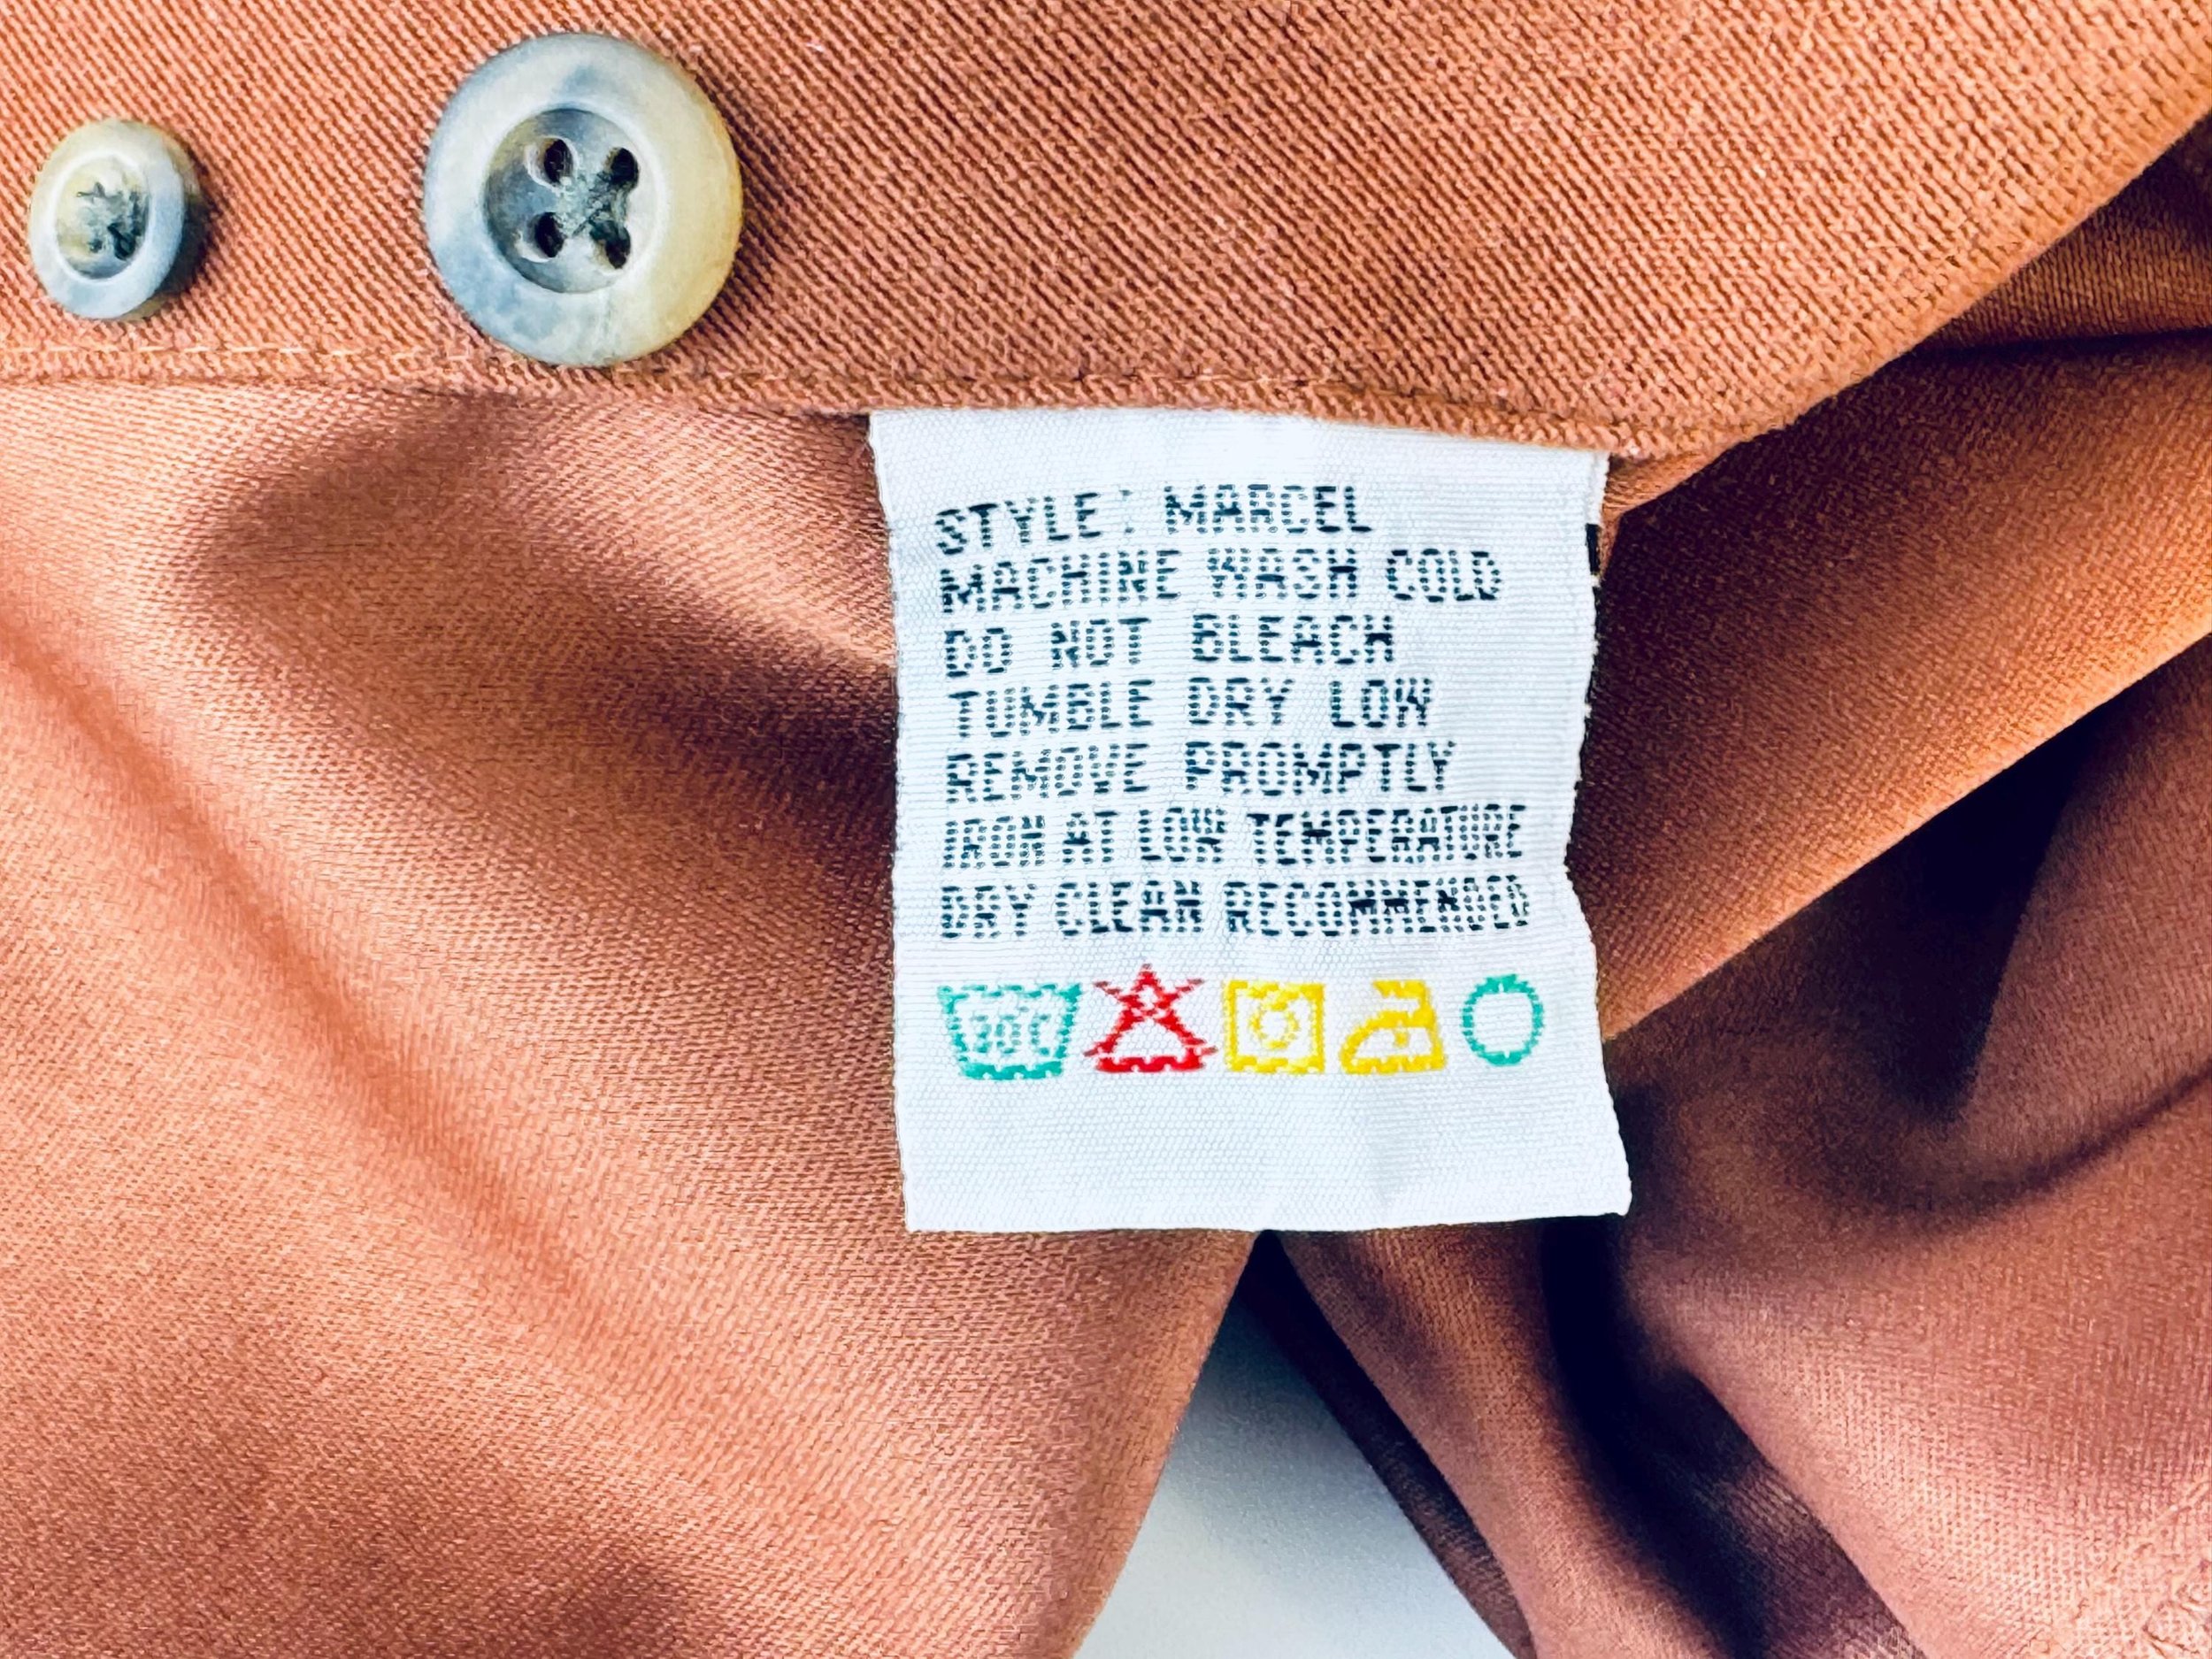 STYLE: MARCEL
MACHINE WASH COLD
DO NOT BLEACH
TUMBLE DRY LOW
REMOVE PROMPTLY
IRON AT LOW TEMPERATURE
DRY CLEAN RECOMMENDED
30°C